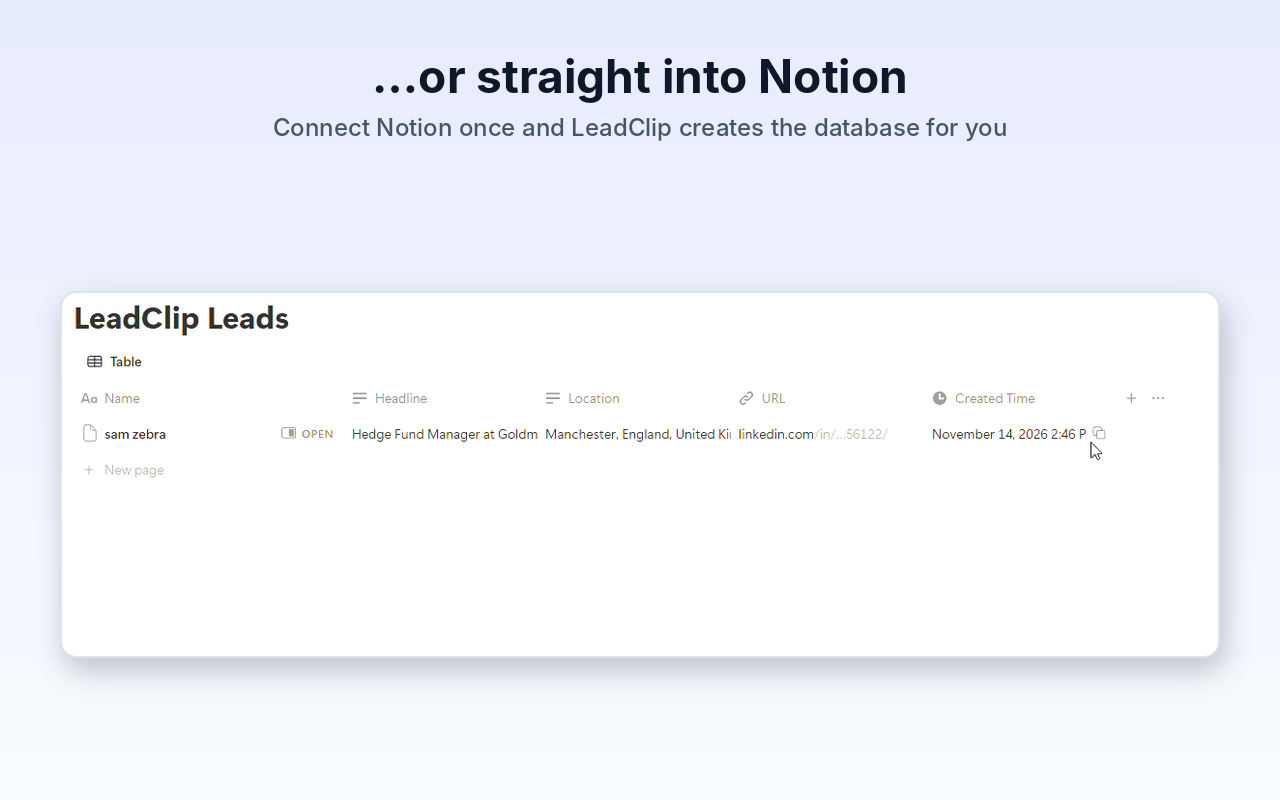 ...or straight into Notion
Connect Notion once and LeadClip creates the database for you
LeadClip Leads
Table
Aa Name Headline Location URL Created Time
sam zebra OPEN Hedge Fund Manager at Goldm Manchester, England, United Ki linkedin.com/in/...56122/ November 14, 2026 2:46 P
New page